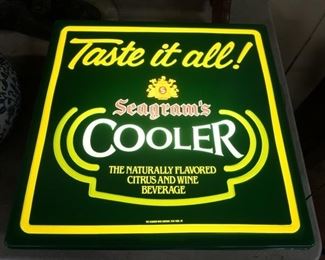 Taste it all!
S
Seagram's
COOLER
THE NATURALLY FLAVORED
CITRUS AND WINE
BEVERAGE